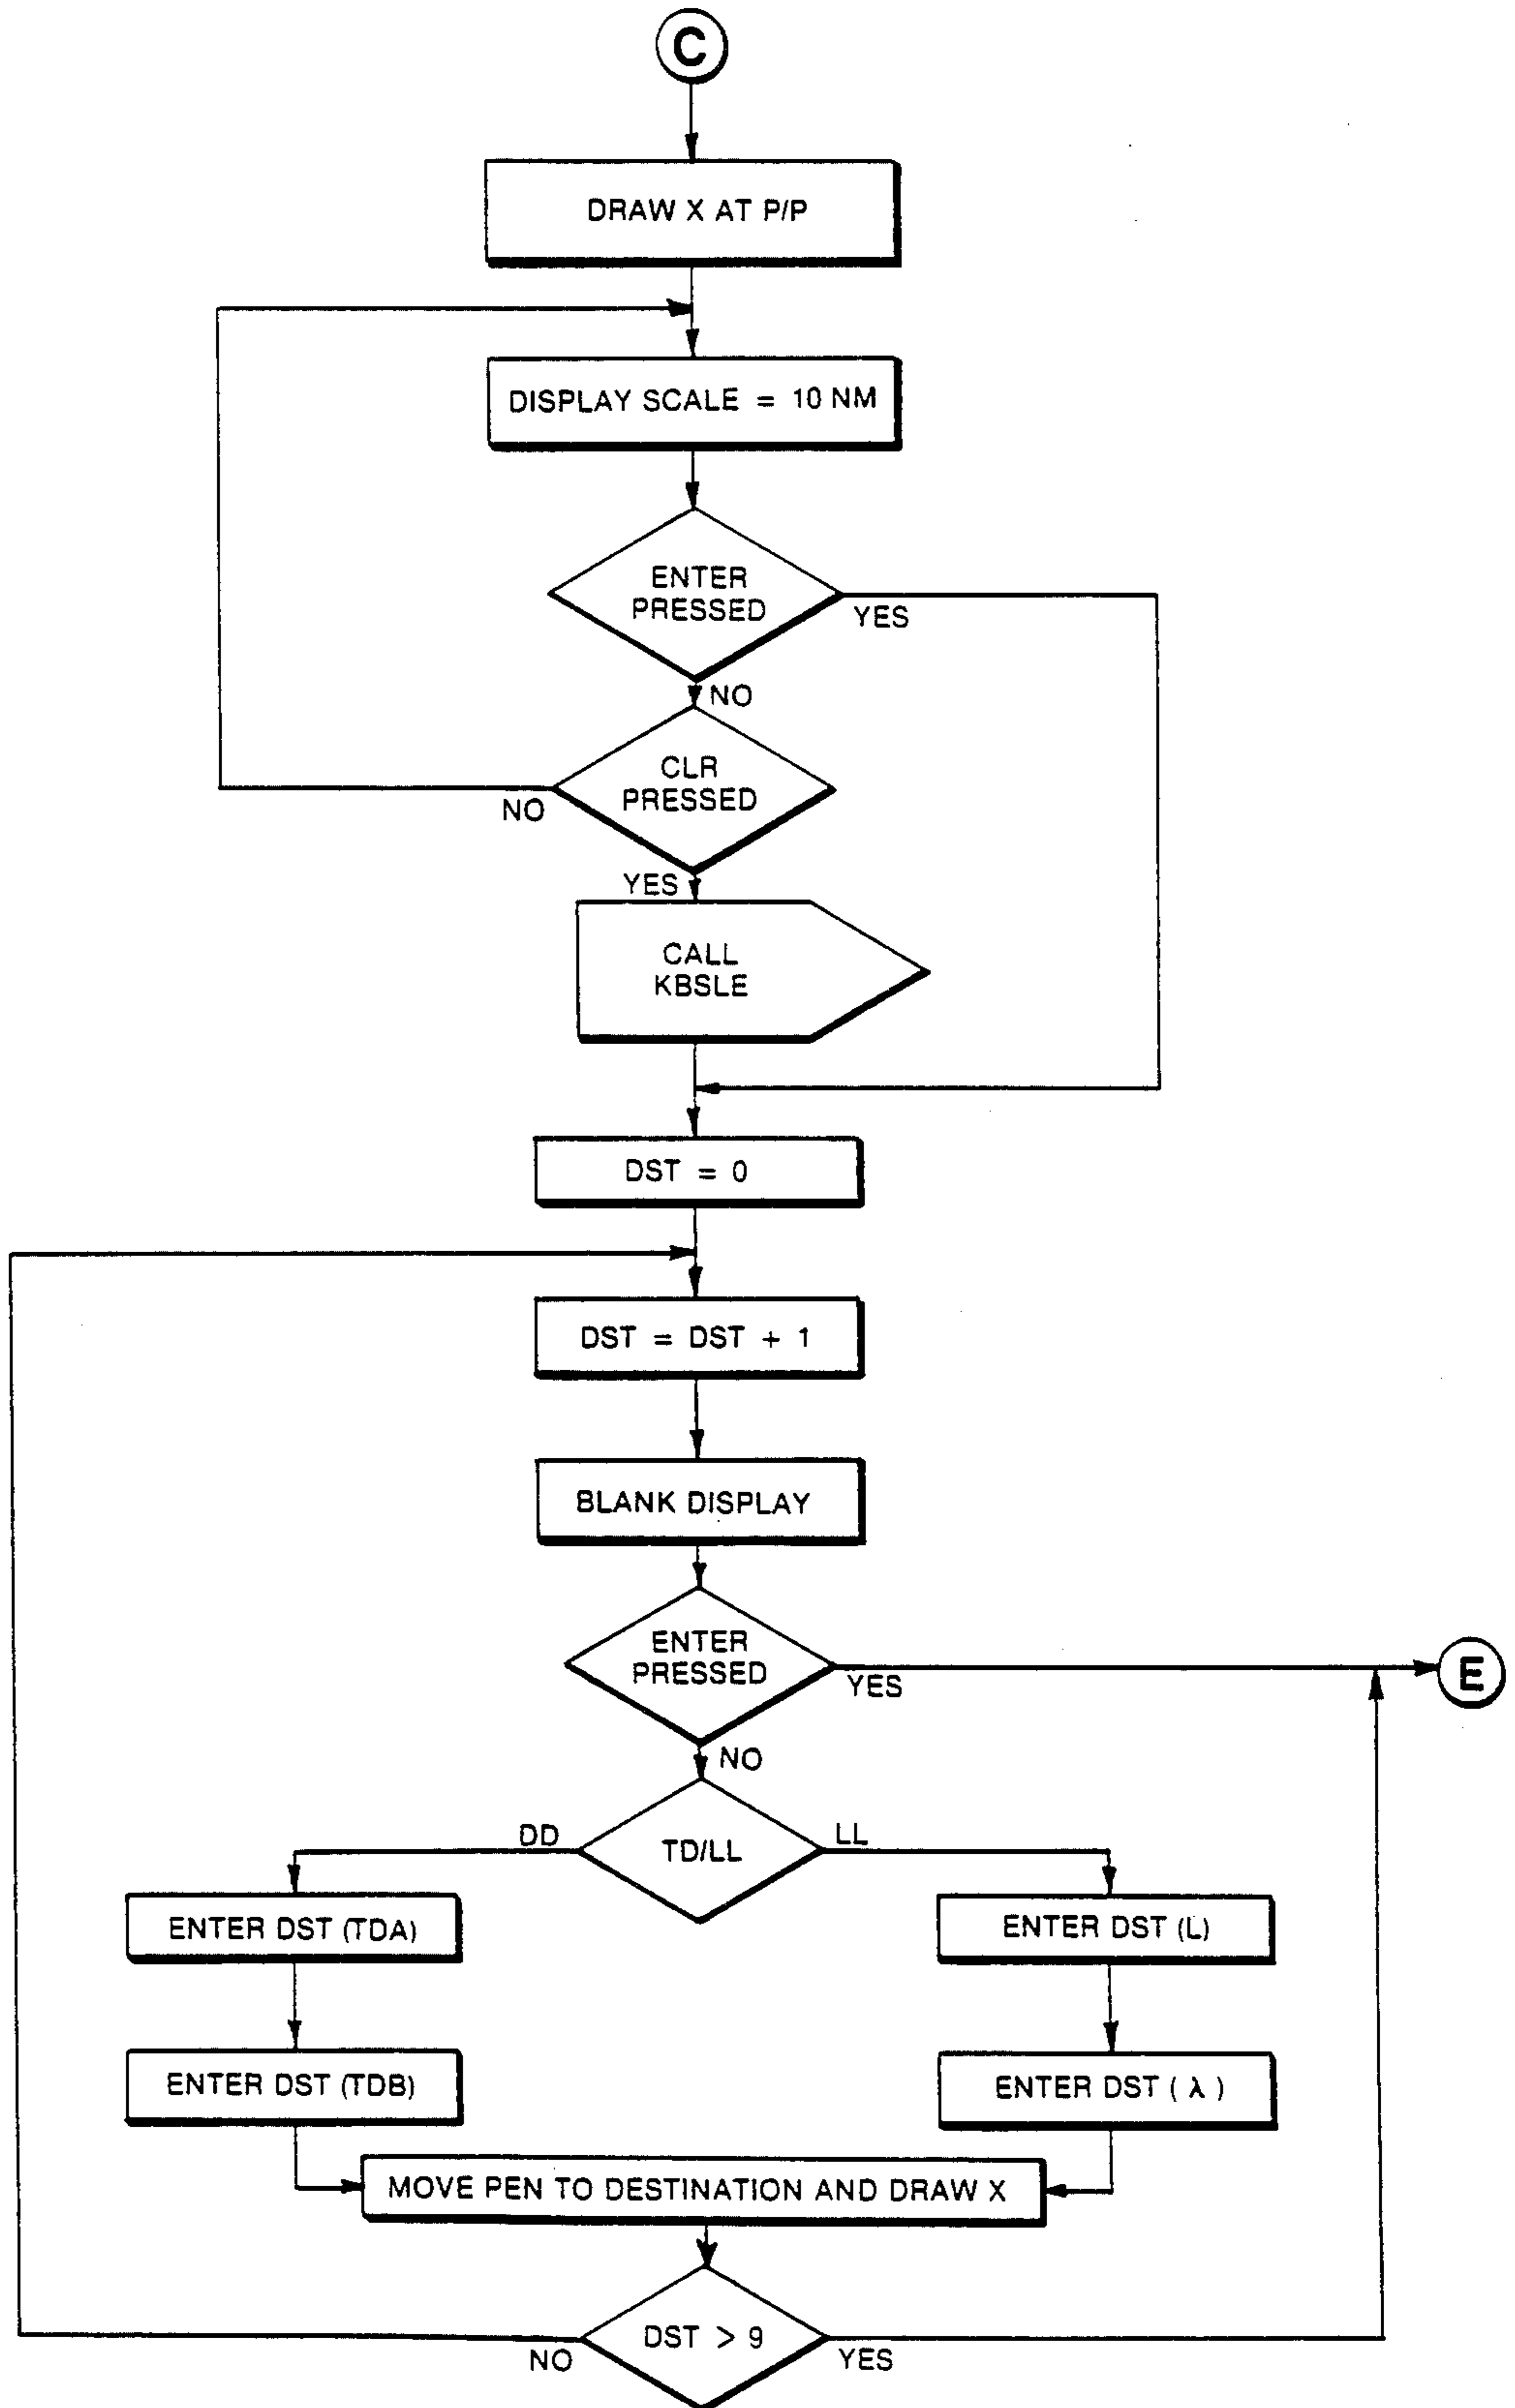 C
DRAW X AT P/P
DISPLAY SCALE = 10 NM
ENTER
PRESSED
YES
NO
CLR
PRESSED
NO
YES
CALL
KBSLE
DST = 0
DST = DST + 1
BLANK DISPLAY
ENTER
PRESSED
YES
E
NO
DD
TD/LL
LL
ENTER DST (TDA)
ENTER DST (L)
ENTER DST (TDB)
ENTER DST ( λ )
MOVE PEN TO DESTINATION AND DRAW X
DST > 9
NO
YES